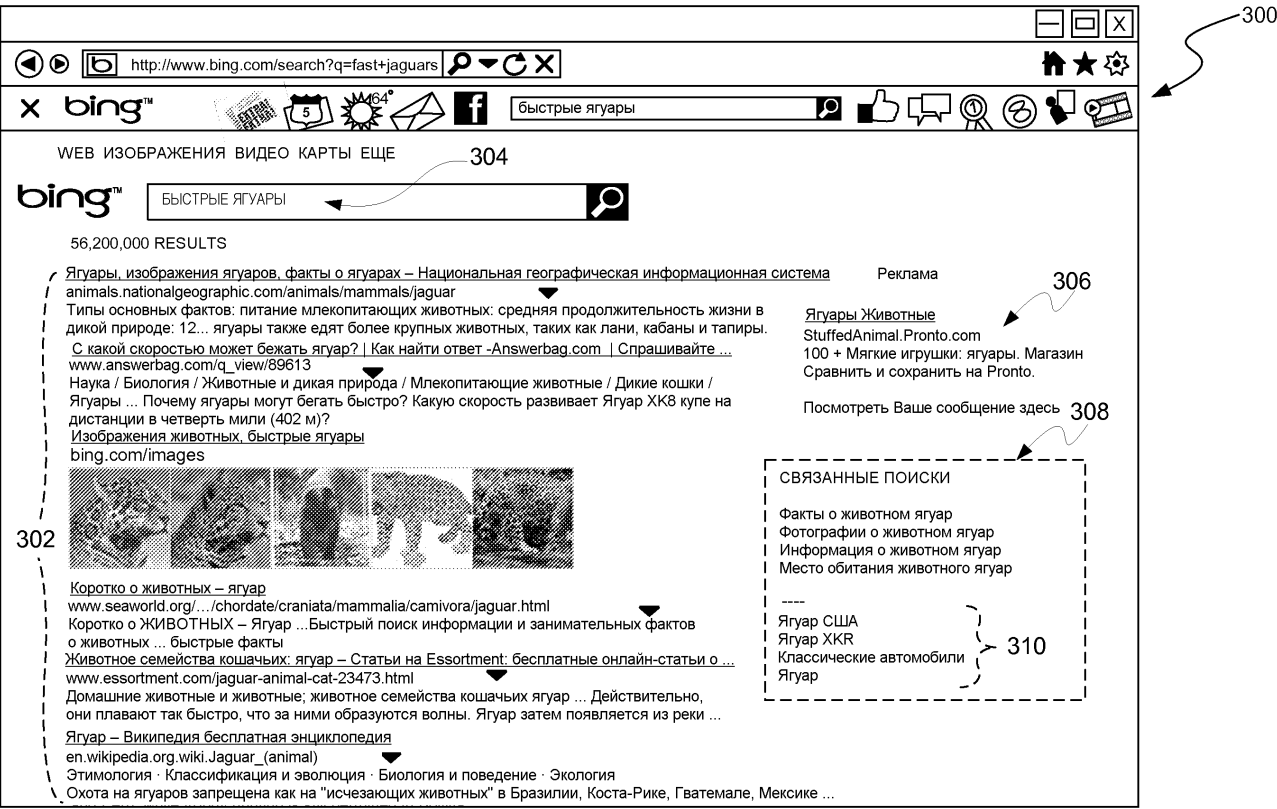 300
X
http://www.bing.com/search?q=fast+jaguars
bing™
EXTRA! EXTRA!
5
64°
f
быстрые ягуары
1
WEB ИЗОБРАЖЕНИЯ ВИДЕО КАРТЫ ЕЩЕ
304
bing™
БЫСТРЫЕ ЯГУАРЫ
56,200,000 RESULTS
302
Ягуары, изображения ягуаров, факты о ягуарах – Национальная географическая информационная система
animals.nationalgeographic.com/animals/mammals/jaguar
Типы основных фактов: питание млекопитающих животных: средняя продолжительность жизни в
дикой природе: 12... ягуары также едят более крупных животных, таких как лани, кабаны и тапиры.
С какой скоростью может бежать ягуар? | Как найти ответ -Answerbag.com | Спрашивайте ...
www.answerbag.com/q_view/89613
Наука / Биология / Животные и дикая природа / Млекопитающие животные / Дикие кошки /
Ягуары ... Почему ягуары могут бегать быстро? Какую скорость развивает Ягуар XK8 купе на
дистанции в четверть мили (402 м)?
Изображения животных, быстрые ягуары
bing.com/images
Коротко о животных – ягуар
www.seaworld.org/…/chordate/craniata/mammalia/camivora/jaguar.html
Коротко о ЖИВОТНЫХ – Ягуар ...Быстрый поиск информации и занимательных фактов
о животных ... быстрые факты
Животное семейства кошачьих: ягуар – Статьи на Essortment: бесплатные онлайн-статьи о ...
www.essortment.com/jaguar-animal-cat-23473.html
Домашние животные и животные; животное семейства кошачьих ягуар ... Действительно,
они плавают так быстро, что за ними образуются волны. Ягуар затем появляется из реки ...
Ягуар – Википедия бесплатная энциклопедия
en.wikipedia.org.wiki.Jaguar_(animal)
Этимология · Классификация и эволюция · Биология и поведение · Экология
Охота на ягуаров запрещена как на "исчезающих животных" в Бразилии, Коста-Рике, Гватемале, Мексике ...
Реклама
306
Ягуары Животные
StuffedAnimal.Pronto.com
100 + Мягкие игрушки: ягуары. Магазин
Сравнить и сохранить на Pronto.
Посмотреть Ваше сообщение здесь
308
СВЯЗАННЫЕ ПОИСКИ
Факты о животном ягуар
Фотографии о животном ягуар
Информация о животном ягуар
Место обитания животного ягуар
----
Ягуар США
Ягуар XKR
Классические автомобили
Ягуар
310